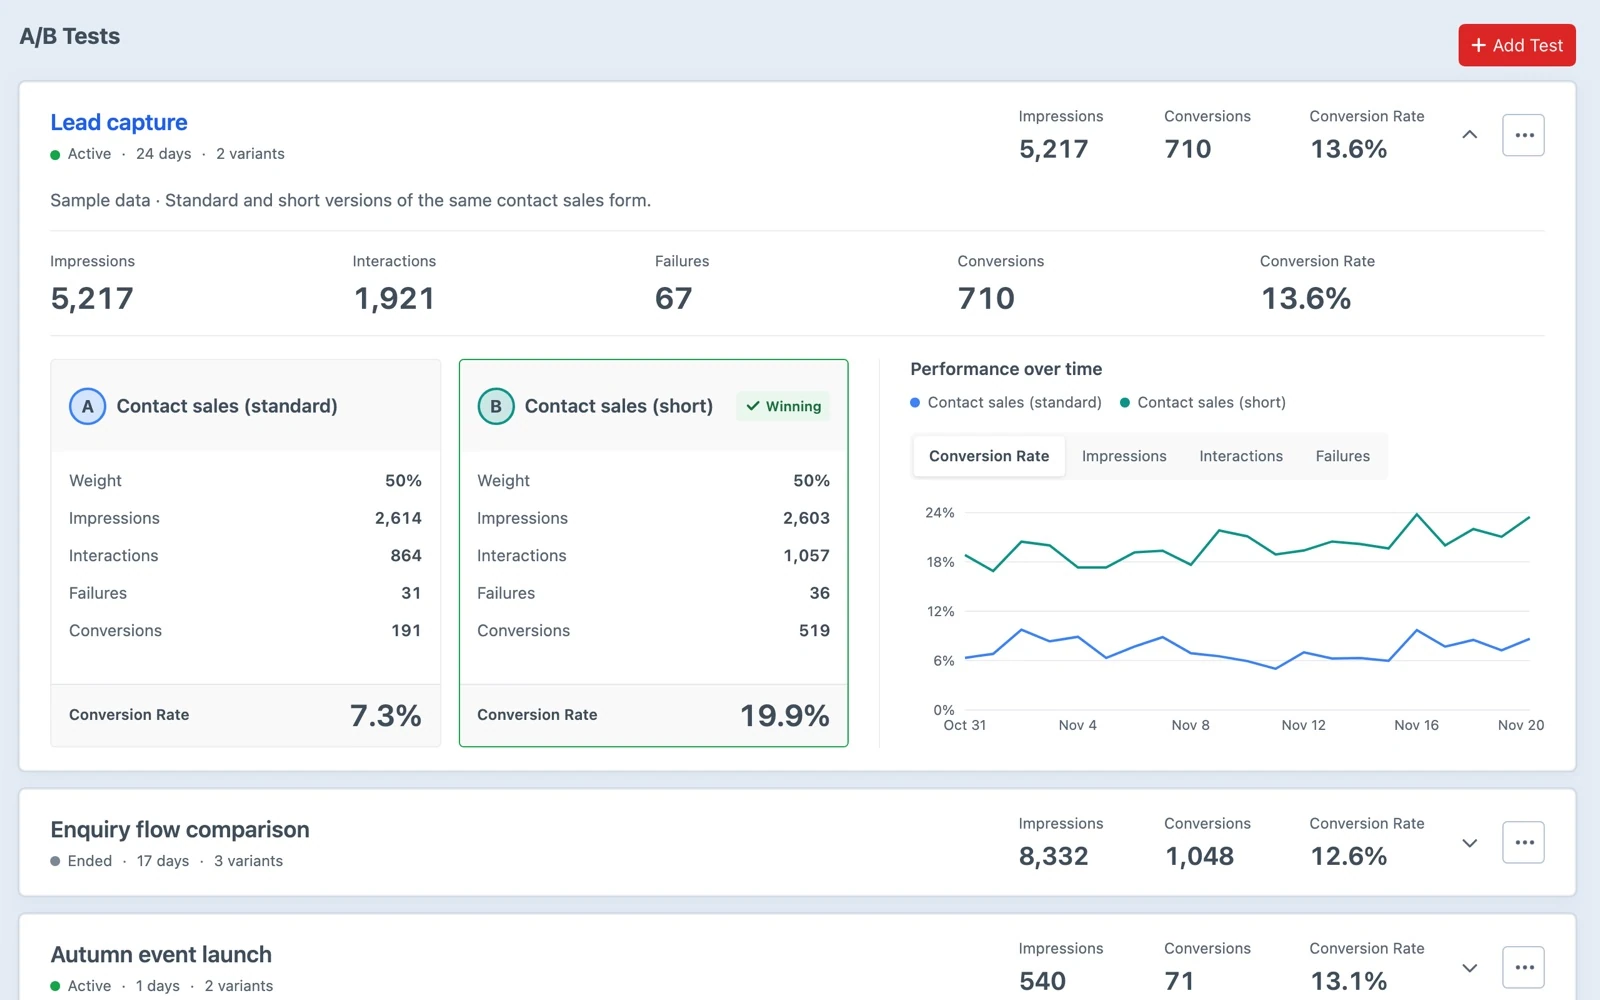 A/B Tests
+ Add Test
Lead capture
Active · 24 days · 2 variants
Impressions
5,217
Conversions
710
Conversion Rate
13.6%
Sample data · Standard and short versions of the same contact sales form.
Impressions
5,217
Interactions
1,921
Failures
67
Conversions
710
Conversion Rate
13.6%
A Contact sales (standard)
Weight 50%
Impressions 2,614
Interactions 864
Failures 31
Conversions 191
Conversion Rate 7.3%
B Contact sales (short) Winning
Weight 50%
Impressions 2,603
Interactions 1,057
Failures 36
Conversions 519
Conversion Rate 19.9%
Performance over time
Contact sales (standard) Contact sales (short)
Conversion Rate Impressions Interactions Failures
24%
18%
12%
6%
0%
Oct 31 Nov 4 Nov 8 Nov 12 Nov 16 Nov 20
Enquiry flow comparison
Ended · 17 days · 3 variants
Impressions
8,332
Conversions
1,048
Conversion Rate
12.6%
Autumn event launch
Active · 1 days · 2 variants
Impressions
540
Conversions
71
Conversion Rate
13.1%